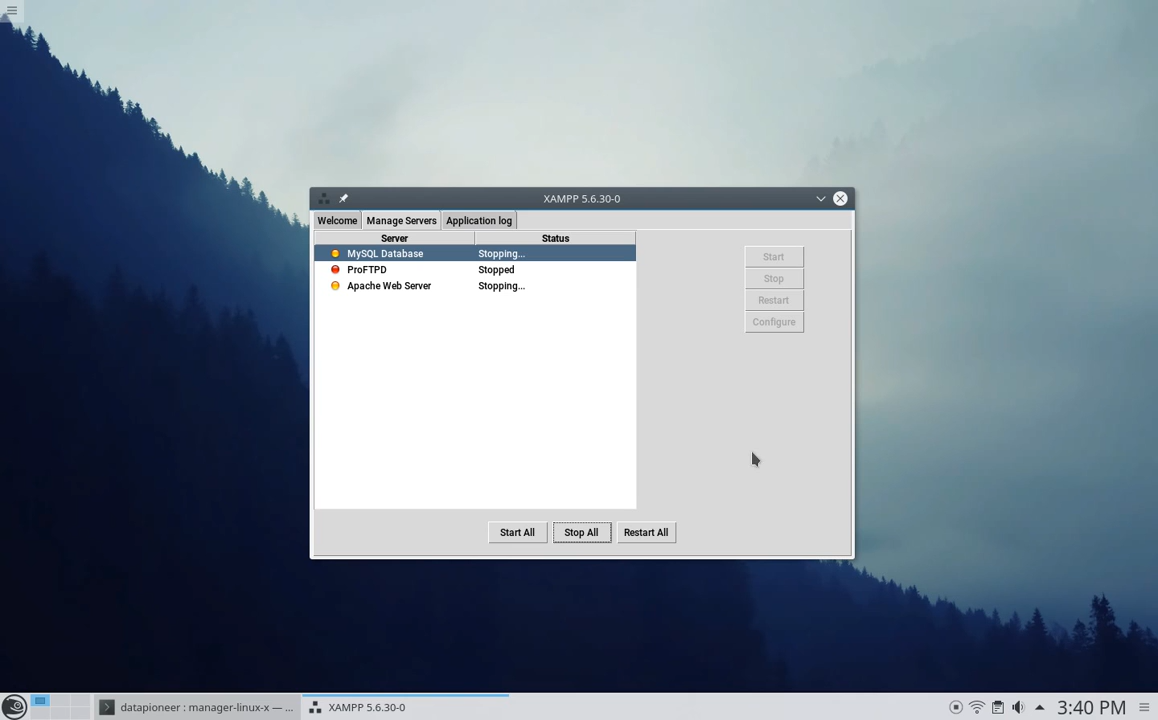 XAMPP 5.6.30-0
Welcome Manage Servers Application log
Server Status
MySQL Database Stopping...
ProFTPD Stopped
Apache Web Server Stopping...
Start
Stop
Restart
Configure
Start All Stop All Restart All
datapioneer : manager-linux-x — ... XAMPP 5.6.30-0 3:40 PM